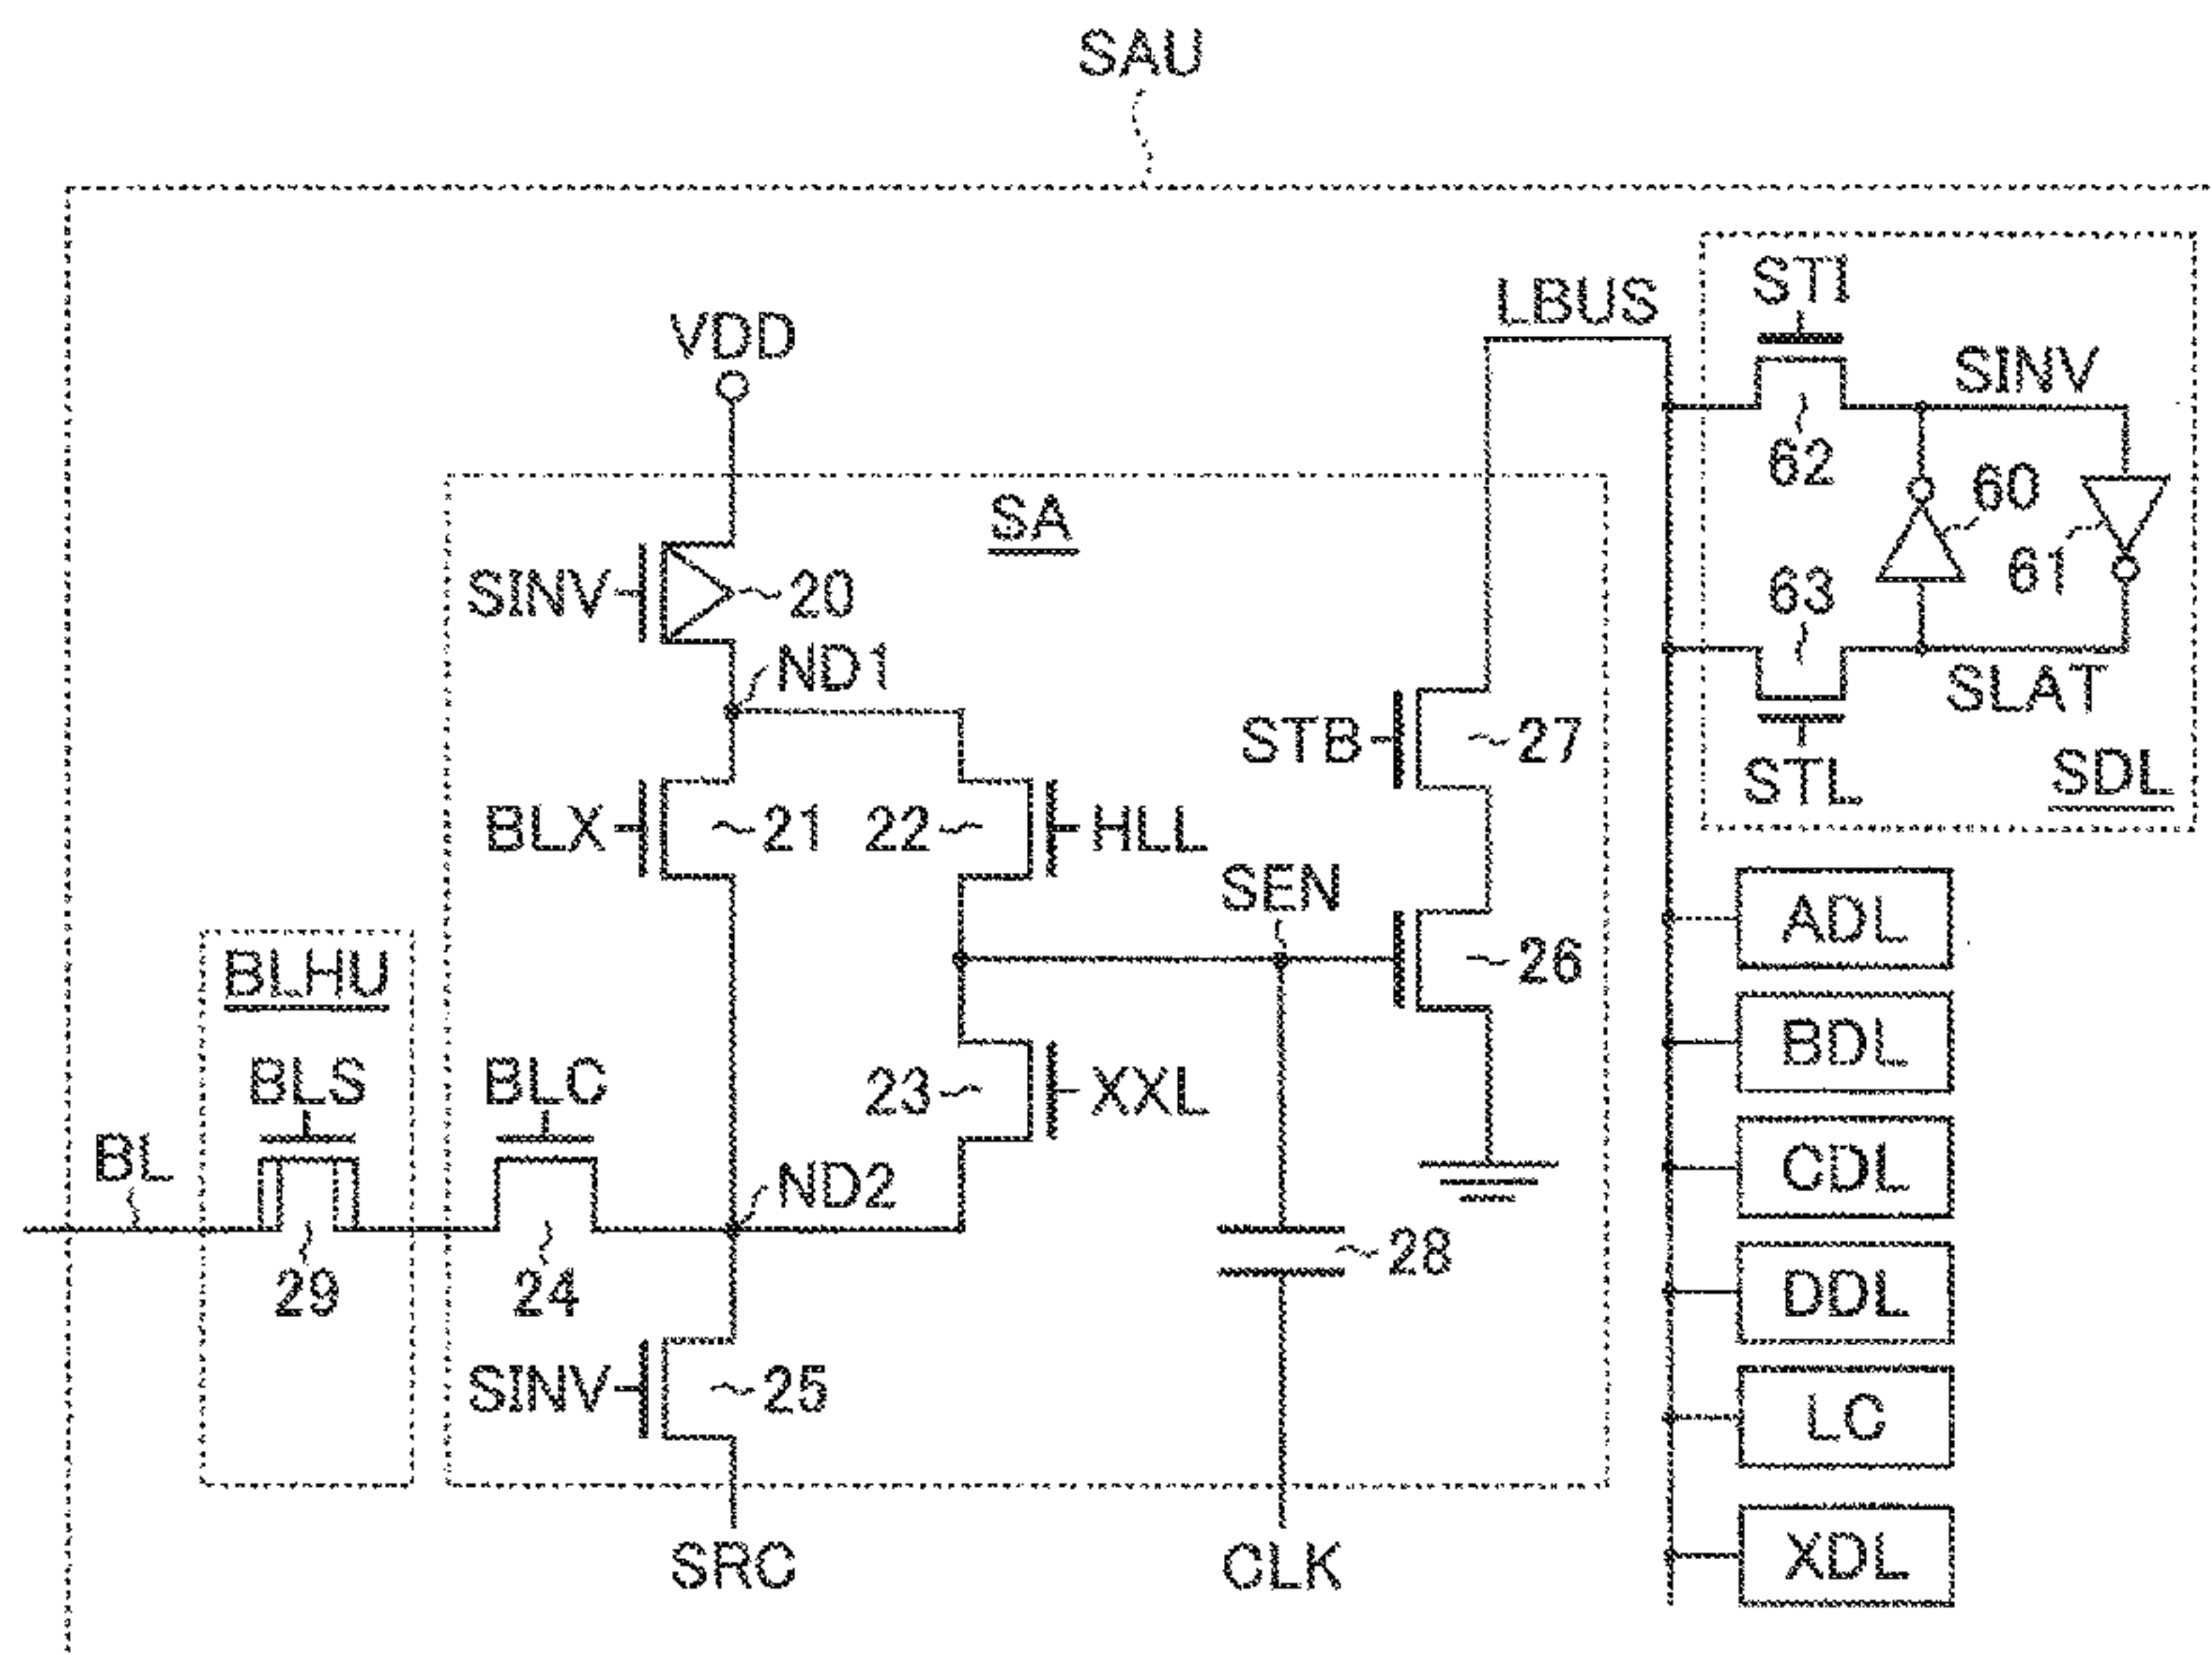 SAU
LBUS
STI
VDD
SINV
62
60
SA
61
SINV
20
63
ND1
SLAT
STB
27
STL
SDL
BLX
21
22
HLL
SEN
ADL
BLHU
26
BDL
BLS
BLC
23
XXL
BL
CDL
ND2
29
24
28
DDL
SINV
25
LC
SRC
CLK
XDL